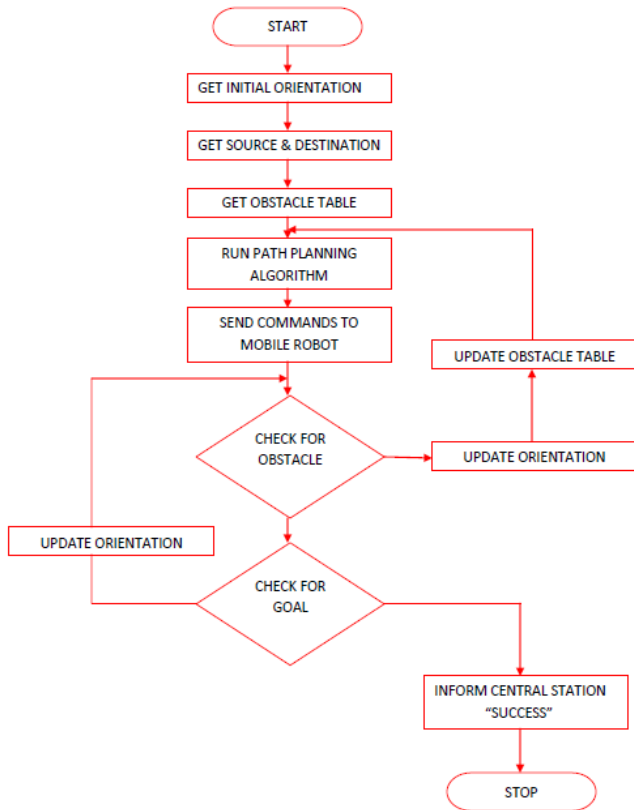 START
GET INITIAL ORIENTATION
GET SOURCE & DESTINATION
GET OBSTACLE TABLE
RUN PATH PLANNING
ALGORITHM
SEND COMMANDS TO
MOBILE ROBOT
UPDATE OBSTACLE TABLE
CHECK FOR
OBSTACLE
UPDATE ORIENTATION
UPDATE ORIENTATION
CHECK FOR
GOAL
INFORM CENTRAL STATION
“SUCCESS”
STOP